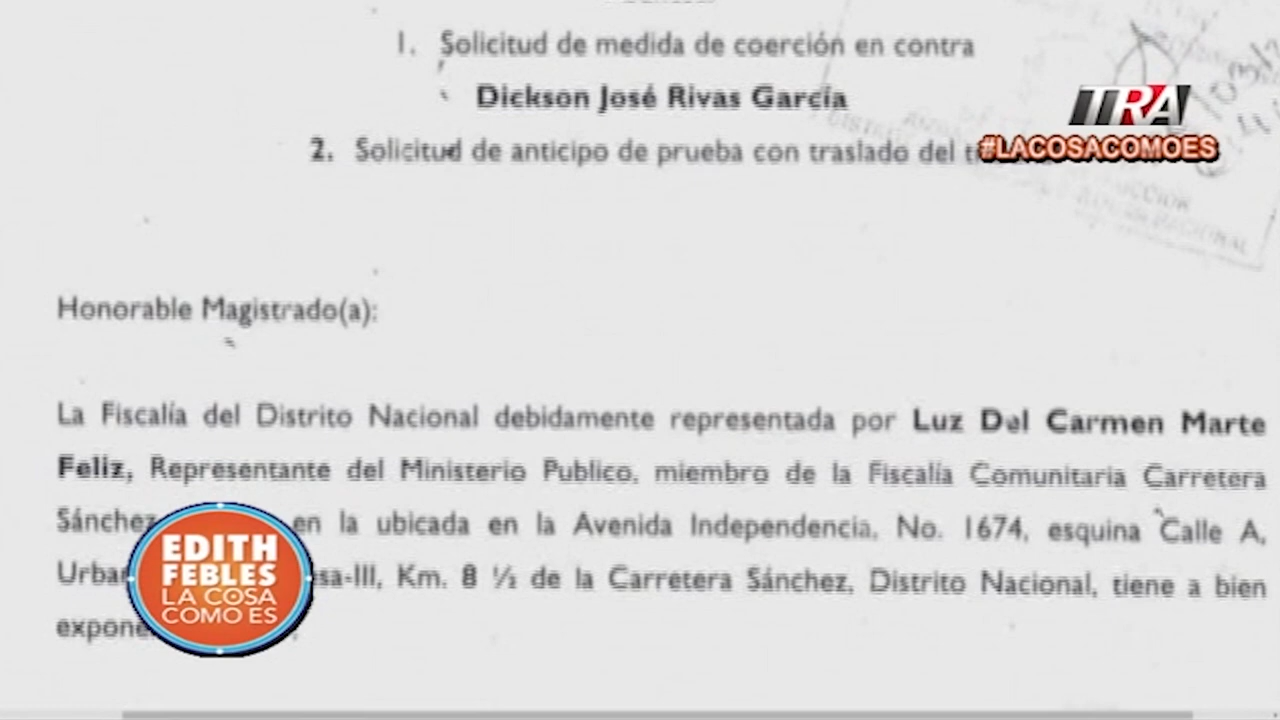 1. Solicitud de medida de coerción en contra
Dickson José Rivas García
TRA
#LACOSACOMOES
2. Solicitud de anticipo de prueba con traslado del
Honorable Magistrado(a):
La Fiscalía del Distrito Nacional debidamente representada por Luz Del Carmen Marte
Feliz, Representante del Ministerio Publico, miembro de la Fiscalía Comunitaria Carretera
Sánchez en la ubicada en la Avenida Independencia, No. 1674, esquina Calle A,
III, Km. 8 ½ de la Carretera Sánchez, Distrito Nacional, tiene a bien
EDITH
FEBLES
LA COSA
COMO ES